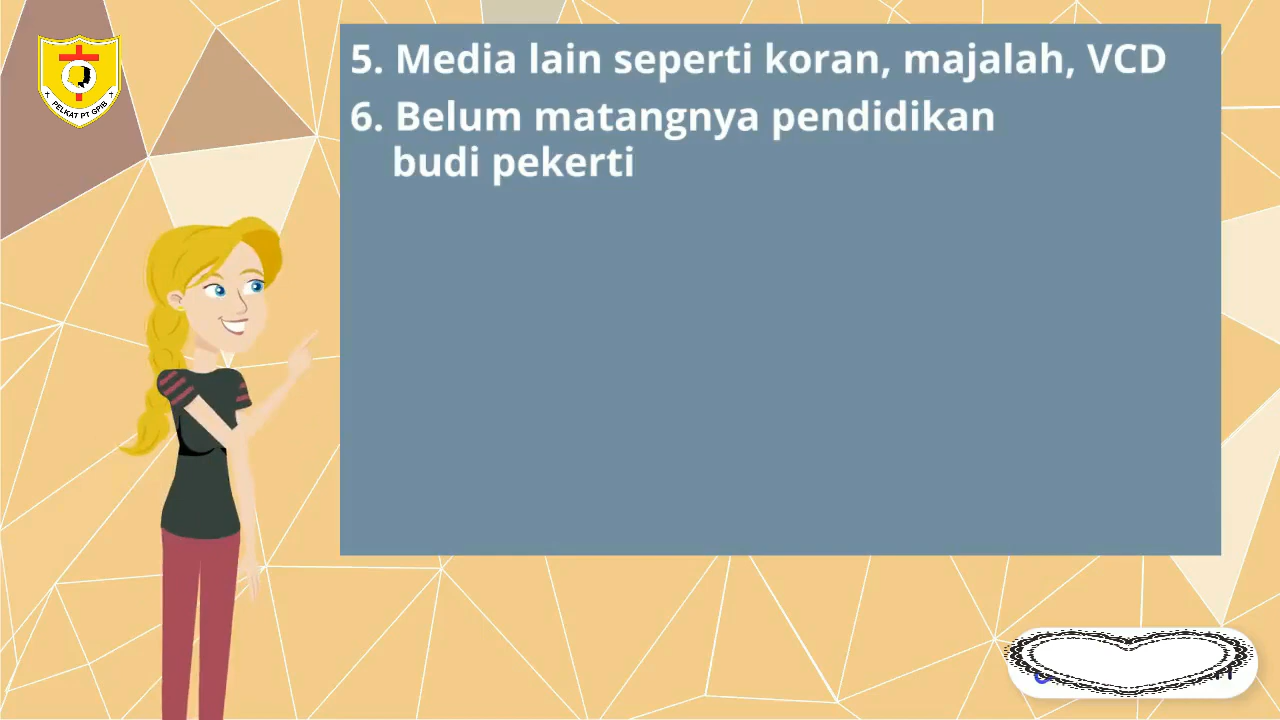 5. Media lain seperti koran, majalah, VCD
6. Belum matangnya pendidikan
budi pekerti
PELKAT PT GPIB